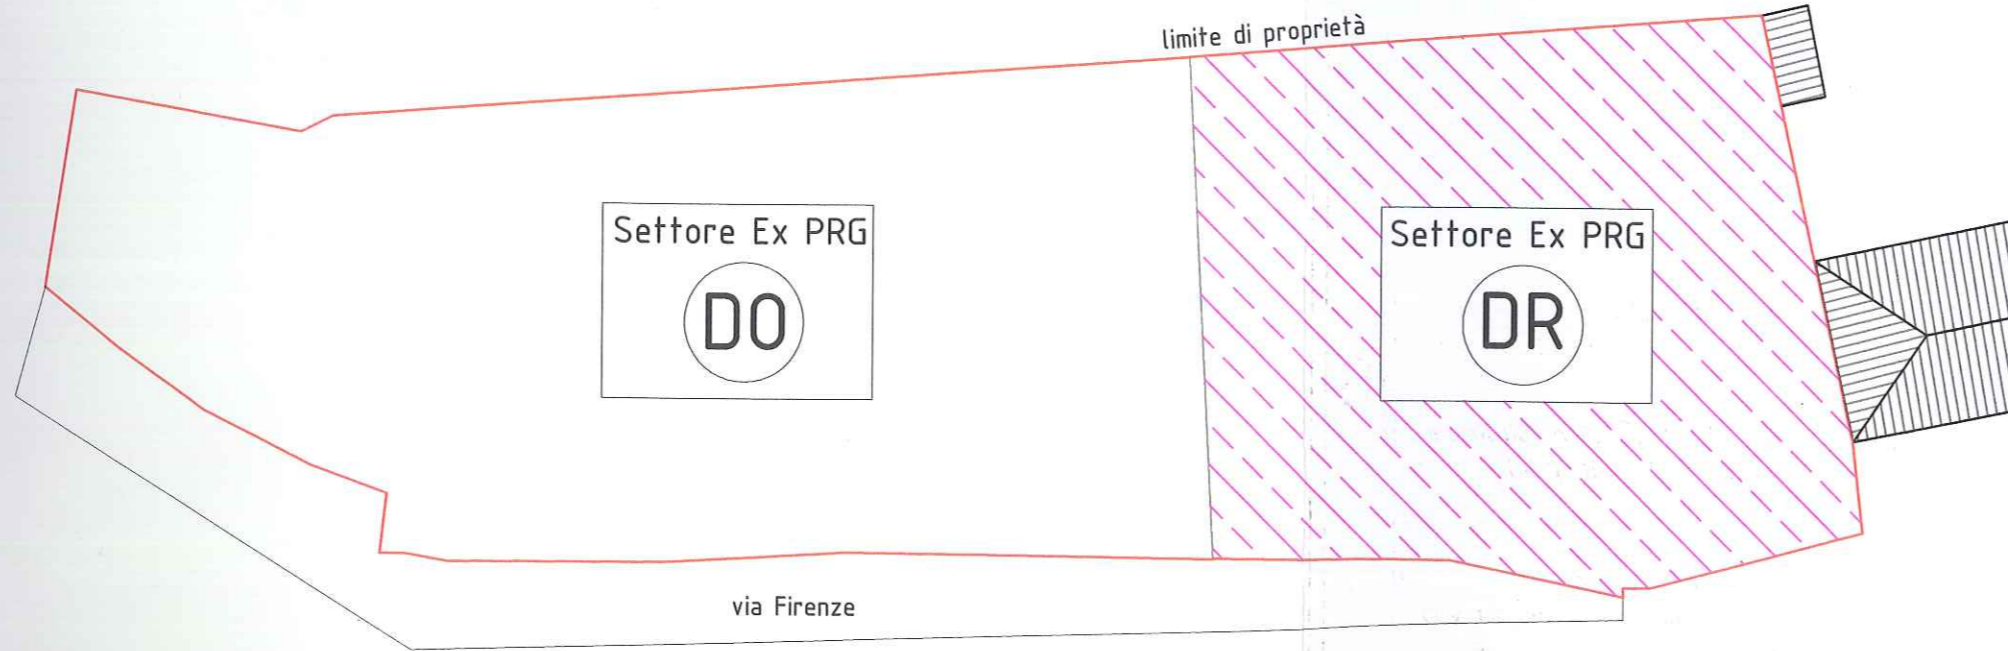 limite di proprietà
Settore Ex PRG
DO
Settore Ex PRG
DR
via Firenze